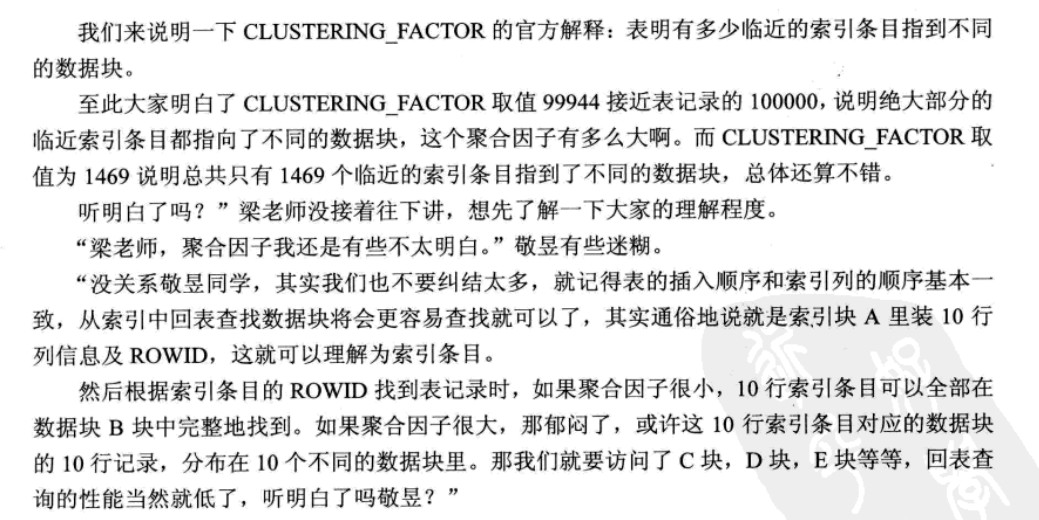 我们来说明一下 CLUSTERING_FACTOR 的官方解释：表明有多少临近的索引条目指到不同
的数据块。
至此大家明白了 CLUSTERING_FACTOR 取值 99944 接近表记录的 100000，说明绝大部分的
临近索引条目都指向了不同的数据块，这个聚合因子有多么大啊。而 CLUSTERING_FACTOR 取
值为 1469 说明总共只有 1469 个临近的索引条目指到了不同的数据块，总体还算不错。
听明白了吗？”梁老师没接着往下讲，想先了解一下大家的理解程度。
“梁老师，聚合因子我还是有些不太明白。”敬昱有些迷糊。
“没关系敬昱同学，其实我们也不要纠结太多，就记得表的插入顺序和索引列的顺序基本一
致，从索引中回表查找数据块将会更容易查找就可以了，其实通俗地说就是索引块 A 里装 10 行
列信息及 ROWID，这就可以理解为索引条目。
然后根据索引条目的 ROWID 找到表记录时，如果聚合因子很小，10 行索引条目可以全部在
数据块 B 块中完整地找到。如果聚合因子很大，那郁闷了，或许这 10 行索引条目对应的数据块
的 10 行记录，分布在 10 个不同的数据块里。那我们就要访问了 C 块，D 块，E 块等等，回表查
询的性能当然就低了，听明白了吗敬昱？”